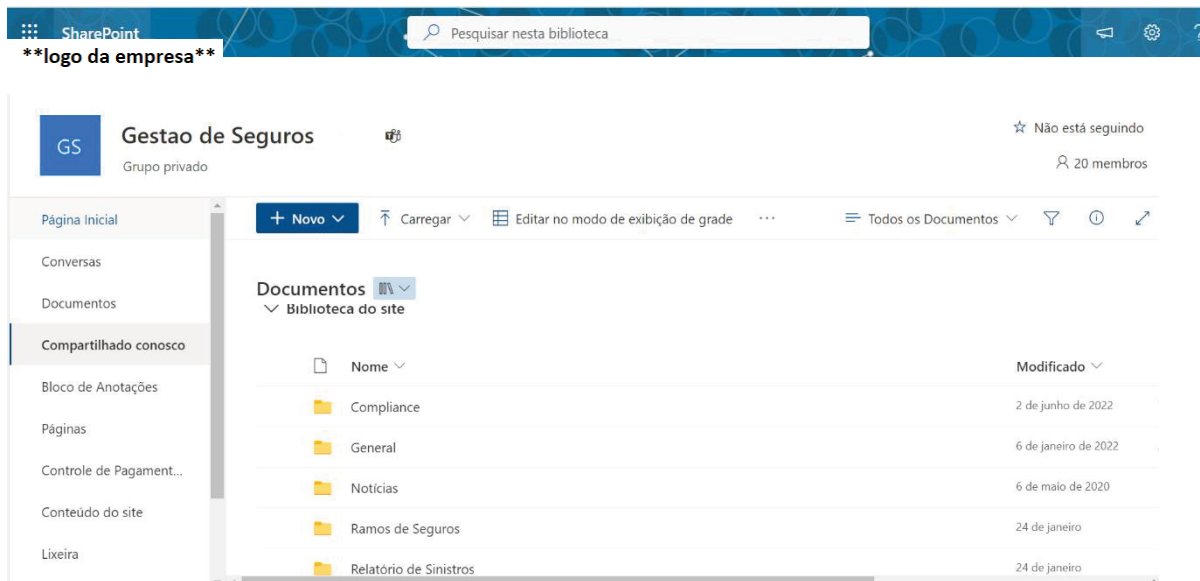 SharePoint
Pesquisar nesta biblioteca
?
**logo da empresa**
GS
Gestao de Seguros
Grupo privado
Não está seguindo
20 membros
Página Inicial
Conversas
Documentos
Compartilhado conosco
Bloco de Anotações
Páginas
Controle de Pagament...
Conteúdo do site
Lixeira
+ Novo Carregar Editar no modo de exibição de grade ... Todos os Documentos
Documentos
Biblioteca do site
Nome Modificado
Compliance 2 de junho de 2022
General 6 de janeiro de 2022
Notícias 6 de maio de 2020
Ramos de Seguros 24 de janeiro
Relatório de Sinistros 24 de janeiro